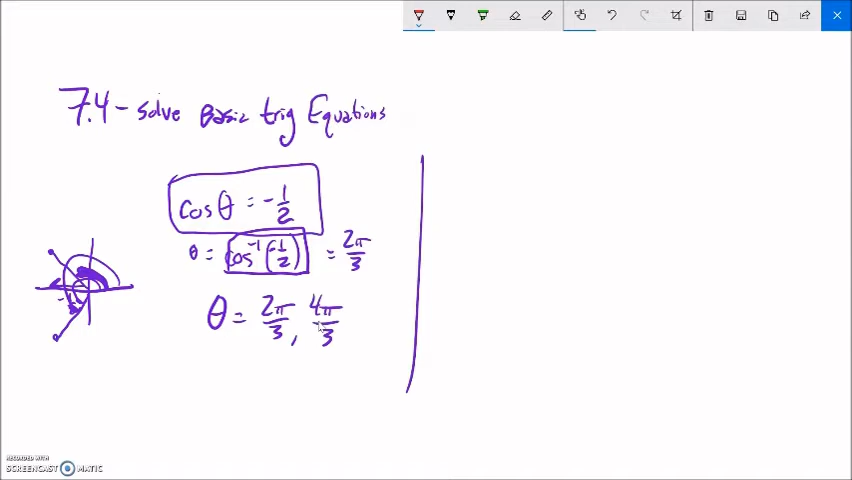 7.4 - Solve Basic trig Equations
cosθ = -1/2
θ = cos⁻¹(-1/2) = 2π/3
θ = 2π/3, 4π/3
RECORDED WITH
SCREENCAST MATIC